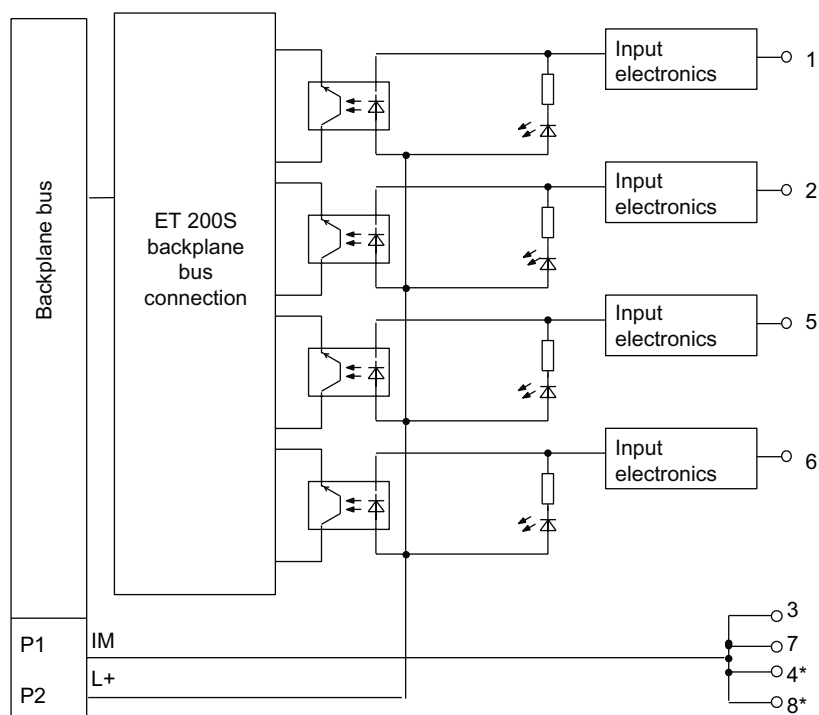 Input
electronics
1
Input
electronics
2
Backplane bus
ET 200S
backplane
bus
connection
Input
electronics
5
Input
electronics
6
3
P1
IM
7
L+
4*
P2
8*